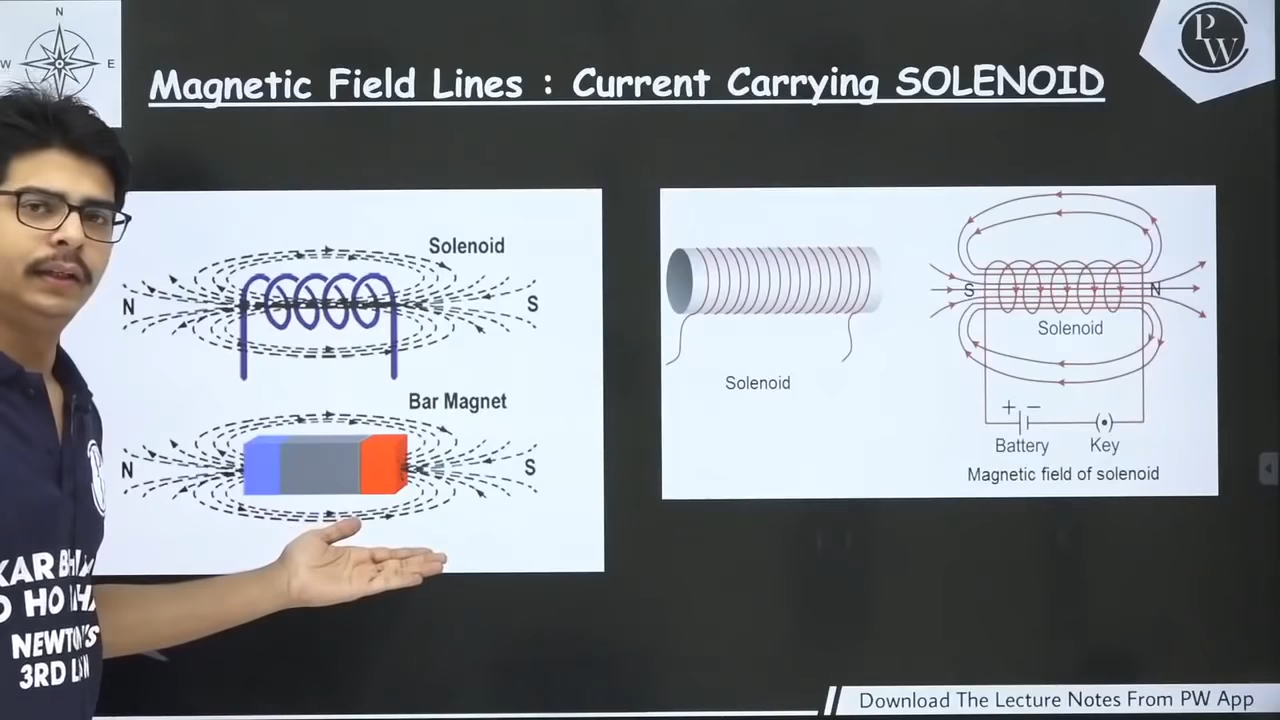 N
W E
Magnetic Field Lines : Current Carrying SOLENOID
PW
Solenoid
N S
Bar Magnet
N S
Solenoid
S N
Solenoid
+ −
Battery Key
Magnetic field of solenoid
HO
NEWTON'S
3RD
Download The Lecture Notes From PW App